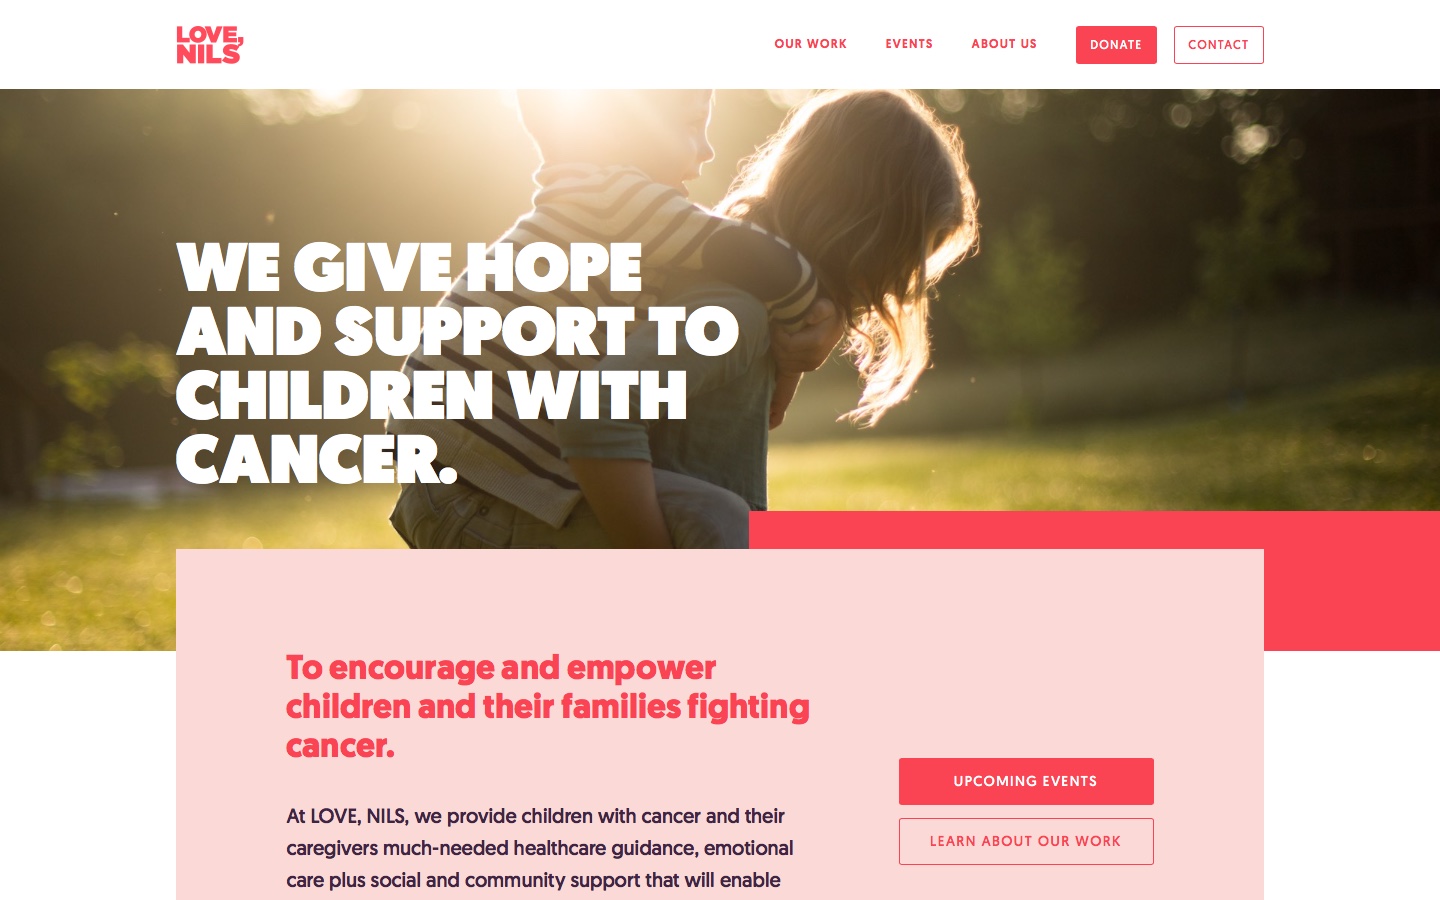 LOVE,
NILS
OUR WORK
EVENTS
ABOUT US
DONATE
CONTACT
WE GIVE HOPE
AND SUPPORT TO
CHILDREN WITH
CANCER.
To encourage and empower
children and their families fighting
cancer.
At LOVE, NILS, we provide children with cancer and their
caregivers much-needed healthcare guidance, emotional
care plus social and community support that will enable
UPCOMING EVENTS
LEARN ABOUT OUR WORK